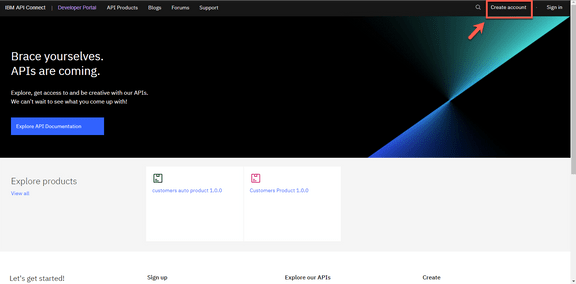 IBM API Connect | Developer Portal API Products Blogs Forums Support Create account Sign in
Brace yourselves.
APIs are coming.
Explore, get access to and be creative with our APIs.
We can't wait to see what you come up with!
Explore API Documentation
Explore products
View all
customers auto product 1.0.0
Customers Product 1.0.0
Let's get started!
Sign up
Explore our APIs
Create